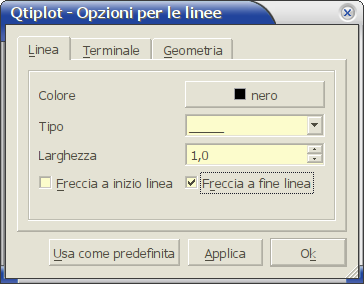 Qtiplot - Opzioni per le linee
Linea Terminale Geometria
Colore nero
Tipo
Larghezza 1,0
Freccia a inizio linea Freccia a fine linea
Usa come predefinita Applica Ok